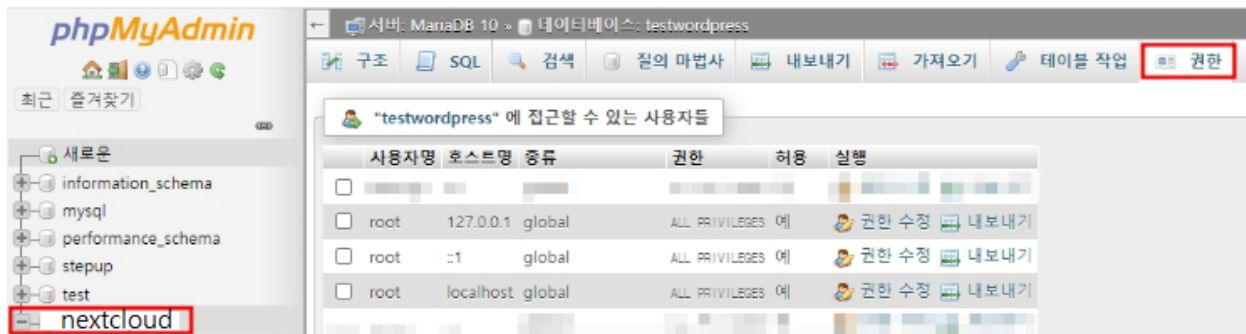 phpMyAdmin
최근 즐겨찾기
새로운
information_schema
mysql
performance_schema
stepup
test
nextcloud
← 서버: MariaDB 10 » 데이터베이스: testwordpress
구조 SQL 검색 질의 마법사 내보내기 가져오기 테이블 작업 권한
"testwordpress" 에 접근할 수 있는 사용자들
사용자명 호스트명 종류 권한 허용 실행
root 127.0.0.1 global ALL PRIVILEGES 예 권한 수정 내보내기
root ::1 global ALL PRIVILEGES 예 권한 수정 내보내기
root localhost global ALL PRIVILEGES 예 권한 수정 내보내기